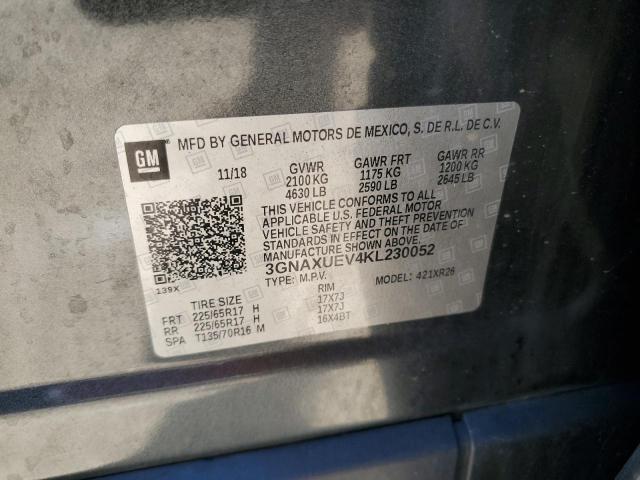 GM
MFD BY GENERAL MOTORS DE MEXICO, S. DE R.L. DE C.V.
11/18 GVWR GAWR FRT GAWR RR
2100 KG 1175 KG 1200 KG
4630 LB 2590 LB 2645 LB
THIS VEHICLE CONFORMS TO ALL
APPLICABLE U.S. FEDERAL MOTOR
VEHICLE SAFETY AND THEFT PREVENTION
STANDARDS IN EFFECT ON THE DATE OF
MANUFACTURE SHOWN ABOVE.
3GNAXUEV4KL230052
139X TYPE: M.P.V. MODEL: 421XR26
TIRE SIZE RIM
FRT 225/65R17 H 17X7J
RR 225/65R17 H 17X7J
SPA T135/70R16 M 16X4BT